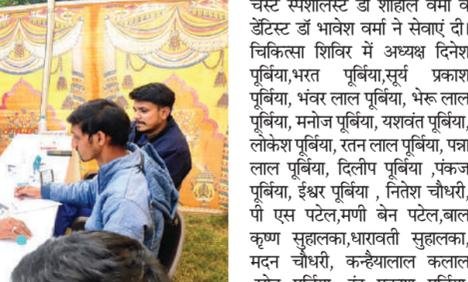 चेस्ट स्पेशलिस्ट डॉ शोहाल वर्मा व
डेंटिस्ट डॉ भावेश वर्मा ने सेवाएं दी।
चिकित्सा शिविर में अध्यक्ष दिनेश
पूर्बिया,भरत पूर्बिया,सूर्य प्रकाश
पूर्बिया, भंवर लाल पूर्बिया, भेरू लाल
पूर्बिया, मनोज पूर्बिया, यशवंत पूर्बिया,
लोकेश पूर्बिया, रतन लाल पूर्बिया, पन्ना
लाल पूर्बिया, दिलीप पूर्बिया ,पंकज
पूर्बिया, ईश्वर पूर्बिया , नितेश चौधरी,
पी एस पटेल,मणी बेन पटेल,बाल
कृष्ण सुहालका,धारावती सुहालका,
मदन चौधरी, कन्हैयालाल कलाल